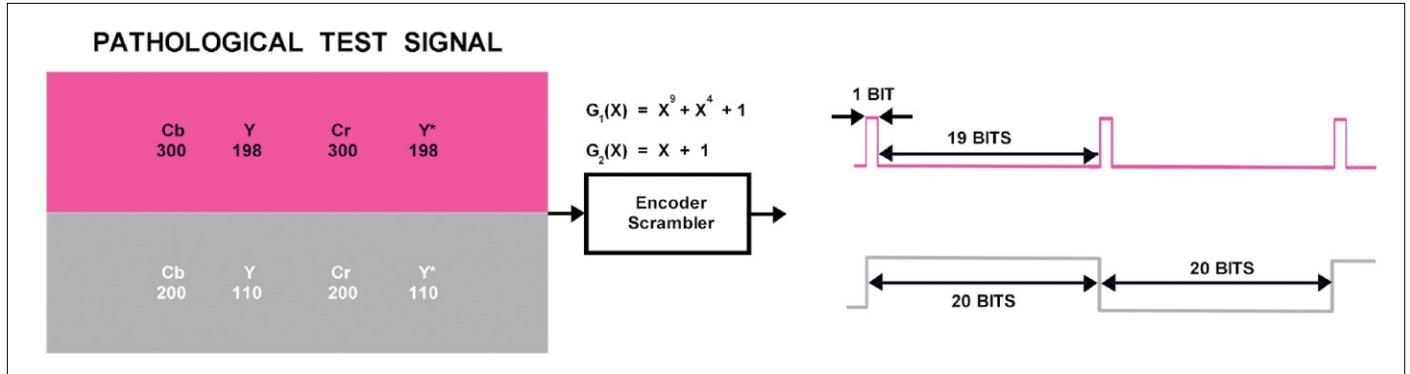 PATHOLOGICAL TEST SIGNAL
Cb Y Cr Y*
300 198 300 198
Cb Y Cr Y*
200 110 200 110
G₁(X) = X⁹ + X⁴ + 1
G₂(X) = X + 1
Encoder
Scrambler
1 BIT
19 BITS
20 BITS
20 BITS